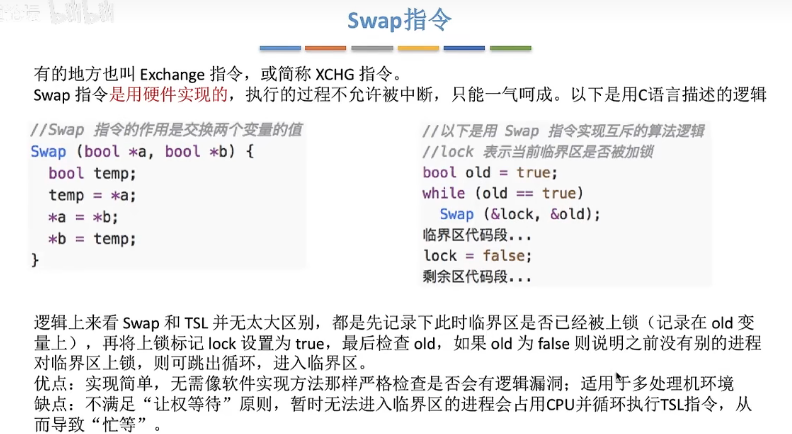 Swap指令
有的地方也叫 Exchange 指令，或简称 XCHG 指令。
Swap 指令是用硬件实现的，执行的过程不允许被中断，只能一气呵成。以下是用C语言描述的逻辑
//Swap 指令的作用是交换两个变量的值
Swap (bool *a, bool *b) {
bool temp;
temp = *a;
*a = *b;
*b = temp;
}
//以下是用 Swap 指令实现互斥的算法逻辑
//lock 表示当前临界区是否被加锁
bool old = true;
while (old == true)
Swap (&lock, &old);
临界区代码段...
lock = false;
剩余区代码段...
逻辑上来看 Swap 和 TSL 并无太大区别，都是先记录下此时临界区是否已经被上锁（记录在 old 变
量上），再将上锁标记 lock 设置为 true，最后检查 old，如果 old 为 false 则说明之前没有别的进程
对临界区上锁，则可跳出循环，进入临界区。
优点：实现简单，无需像软件实现方法那样严格检查是否会有逻辑漏洞；适用于多处理机环境
缺点：不满足“让权等待”原则，暂时无法进入临界区的进程会占用CPU并循环执行TSL指令，从
而导致“忙等”。